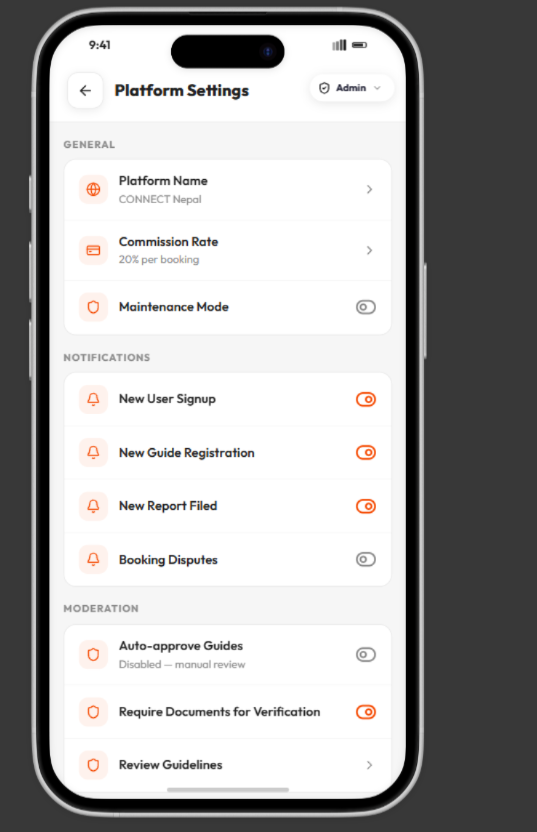 9:41
Platform Settings
Admin
GENERAL
Platform Name
CONNECT Nepal
Commission Rate
20% per booking
Maintenance Mode
NOTIFICATIONS
New User Signup
New Guide Registration
New Report Filed
Booking Disputes
MODERATION
Auto-approve Guides
Disabled — manual review
Require Documents for Verification
Review Guidelines